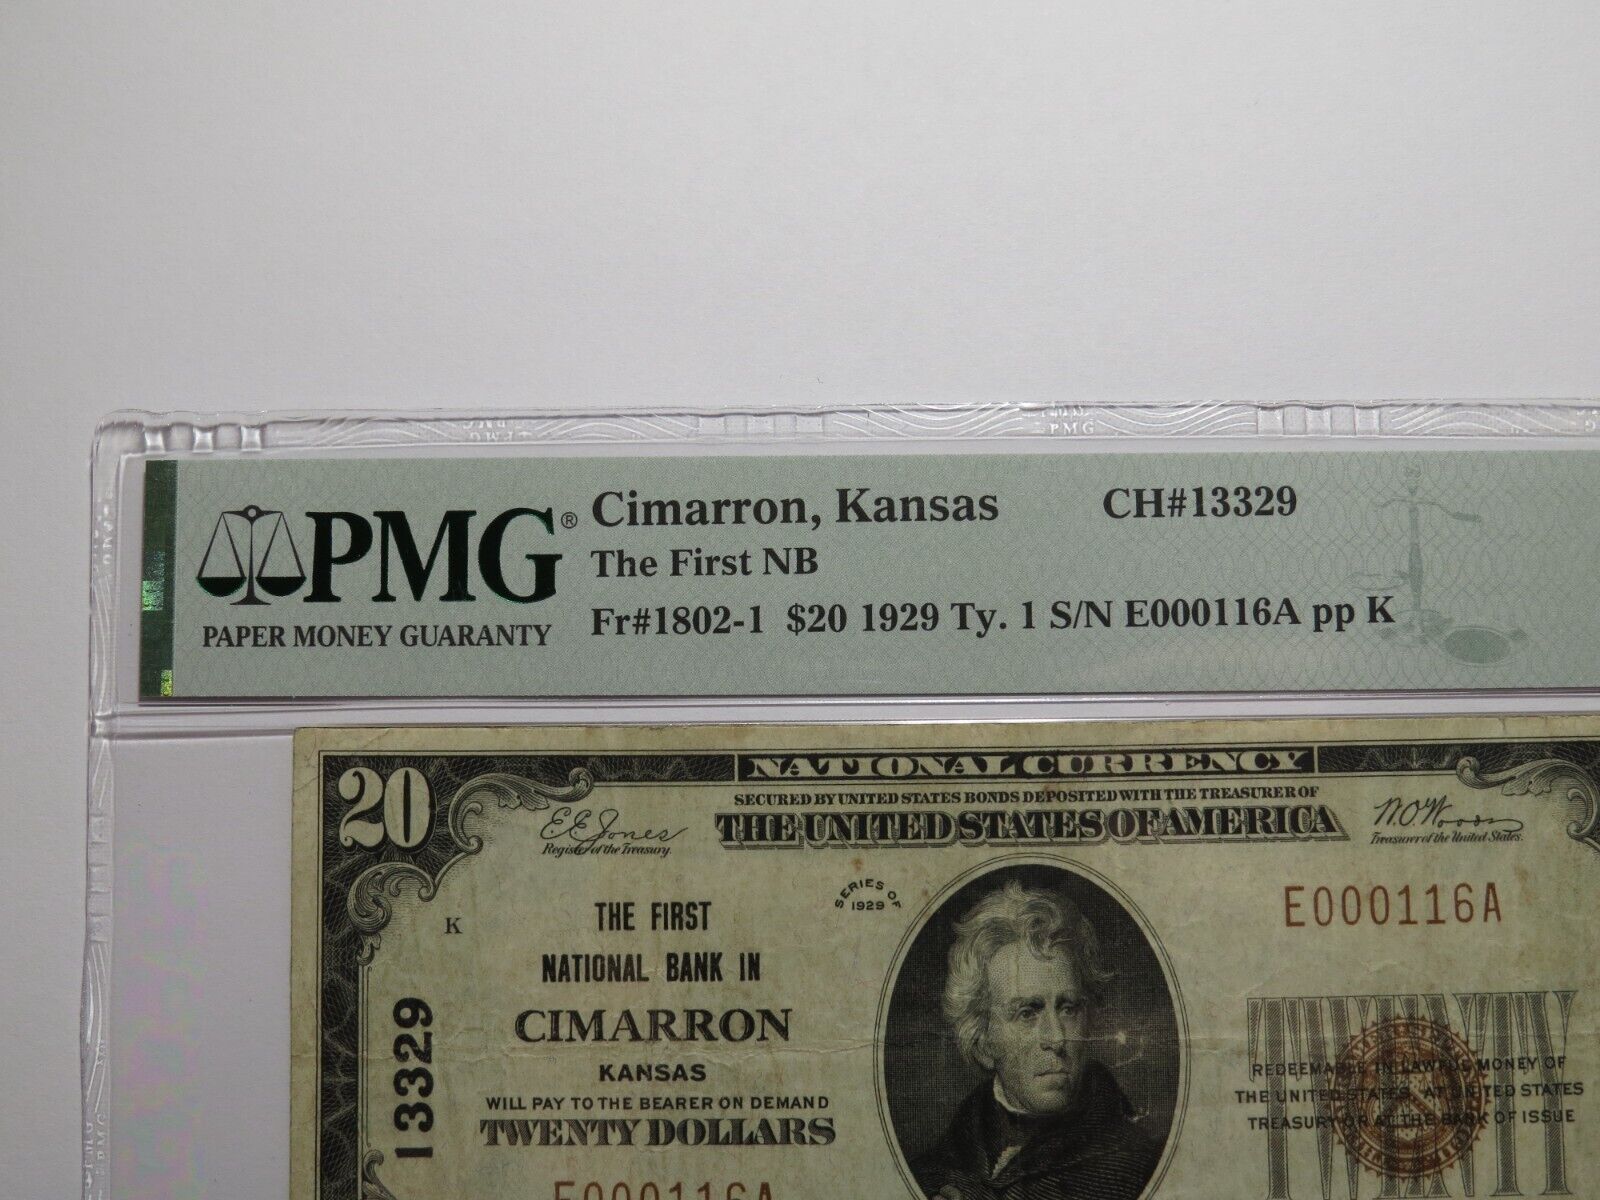 PMG
PMG® Cimarron, Kansas CH#13329
The First NB
PAPER MONEY GUARANTY Fr#1802-1 $20 1929 Ty. 1 S/N E000116A pp K
NATIONAL CURRENCY
20 SECURED BY UNITED STATES BONDS DEPOSITED WITH THE TREASURER OF
E.E. Jones THE UNITED STATES OF AMERICA W.O. Woods
Register of the Treasury. Treasurer of the United States.
SERIES OF
1929
K THE FIRST E000116A
NATIONAL BANK IN
CIMARRON
KANSAS
13329
WILL PAY TO THE BEARER ON DEMAND
TWENTY DOLLARS
REDEEMABLE IN LAWFUL MONEY OF
THE UNITED STATES, AT UNITED STATES
TREASURY OR AT THE BANK OF ISSUE
E000116A